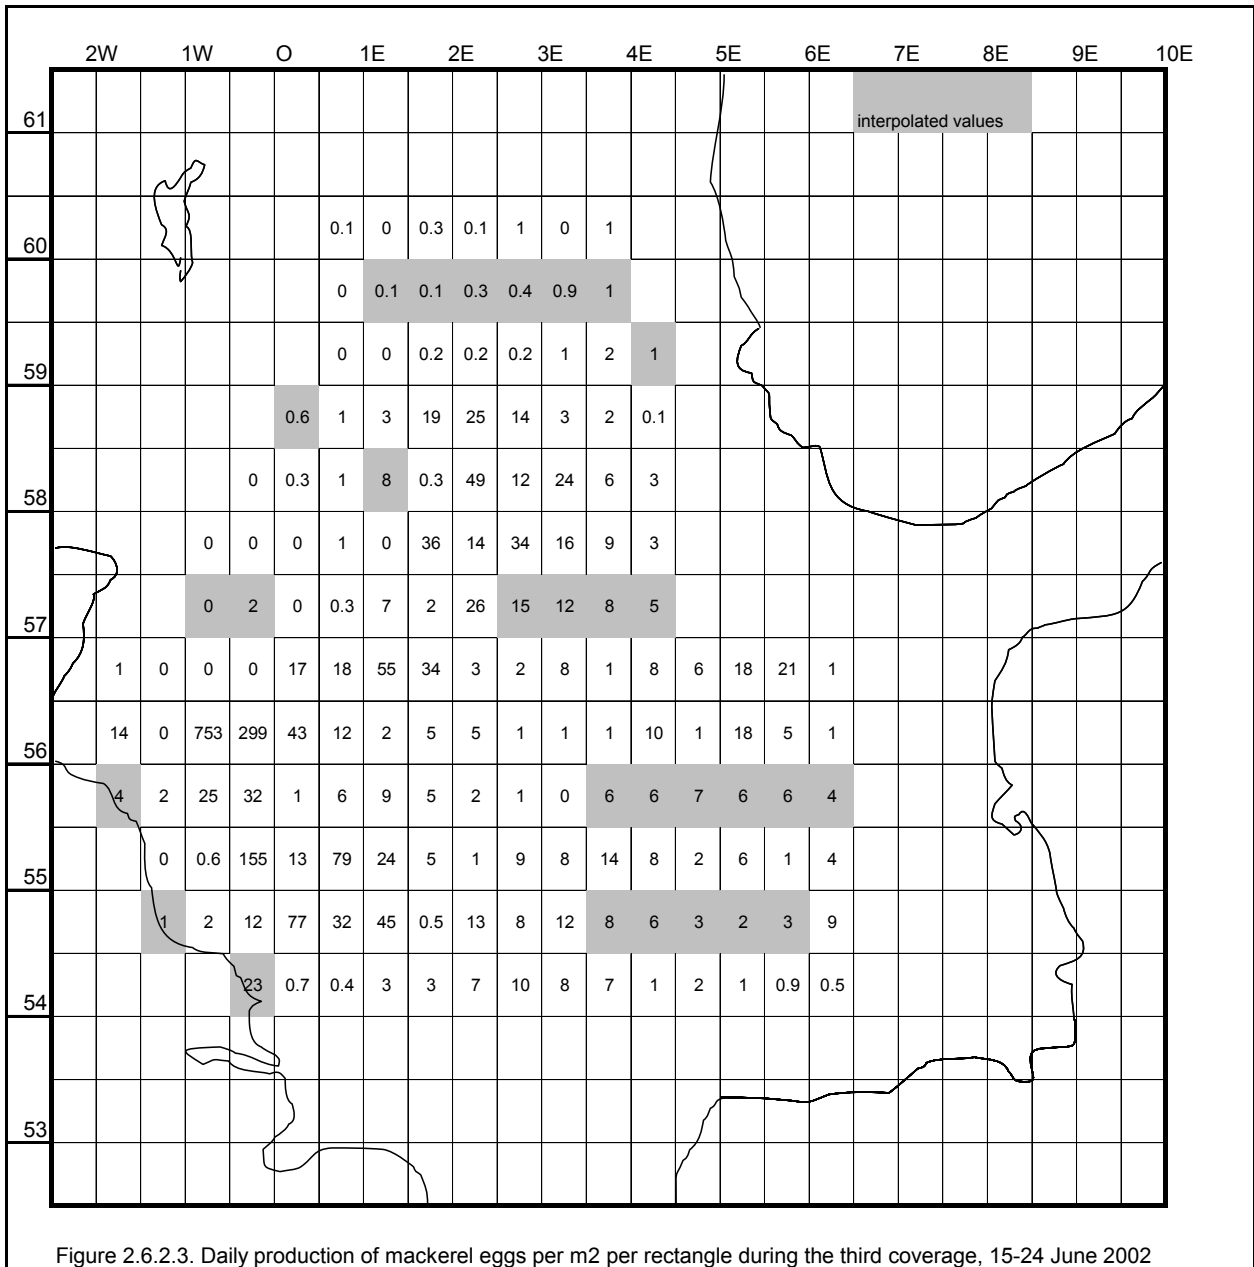 2W 1W O 1E 2E 3E 4E 5E 6E 7E 8E 9E 10E
61 interpolated values
0.1 0 0.3 0.1 1 0 1
60
0 0.1 0.1 0.3 0.4 0.9 1
0 0 0.2 0.2 0.2 1 2 1
59
0.6 1 3 19 25 14 3 2 0.1
0 0.3 1 8 0.3 49 12 24 6 3
58
0 0 0 1 0 36 14 34 16 9 3
0 2 0 0.3 7 2 26 15 12 8 5
57
1 0 0 0 17 18 55 34 3 2 8 1 8 6 18 21 1
14 0 753 299 43 12 2 5 5 1 1 1 10 1 18 5 1
56
4 2 25 32 1 6 9 5 2 1 0 6 6 7 6 6 4
0 0.6 155 13 79 24 5 1 9 8 14 8 2 6 1 4
55
1 2 12 77 32 45 0.5 13 8 12 8 6 3 2 3 9
23 0.7 0.4 3 3 7 10 8 7 1 2 1 0.9 0.5
54
53
Figure 2.6.2.3. Daily production of mackerel eggs per m2 per rectangle during the third coverage, 15-24 June 2002